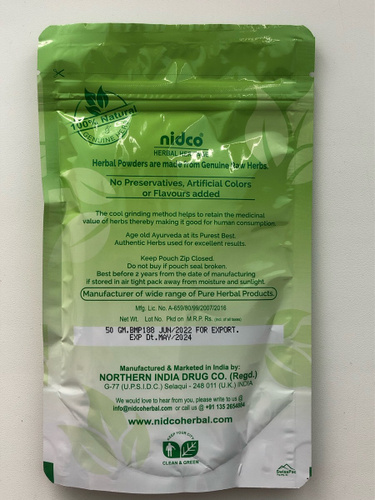 100% Natural
nidco
Herbal Powders are made from Genuine Raw Herbs.
No Preservatives, Artificial Colors
or Flavours added
The cool grinding method helps to retain the medicinal
value of herbs thereby making it good for human consumption.
Age old Ayurveda at its Purest Best.
Authentic Herbs used for excellent results.
Keep Pouch Zip Closed.
Do not buy if pouch seal broken.
Best before 2 years from the date of manufacturing
if stored in air tight pack away from moisture and sunlight.
Manufacturer of wide range of Pure Herbal Products.
Mfg. Lic. No. A-659/80/99/2007/2016
Net Wt. Lot No. Pkd on M.R.P. Rs. (incl. of all taxes)
50 GM.BMP188 JUN/2022 FOR EXPORT.
EXP Dt.MAY/2024
Manufactured & Marketed in India by:
NORTHERN INDIA DRUG CO. (Regd.)
G-77 (U.P.S.I.D.C.) Selaqui - 248 011 (U.K.) INDIA
We would love to hear from you, please write to us @
info@nidcoherbal.com or call us @ +91 135
www.nidcoherbal.com
KEEP YOUR CITY
CLEAN & GREEN